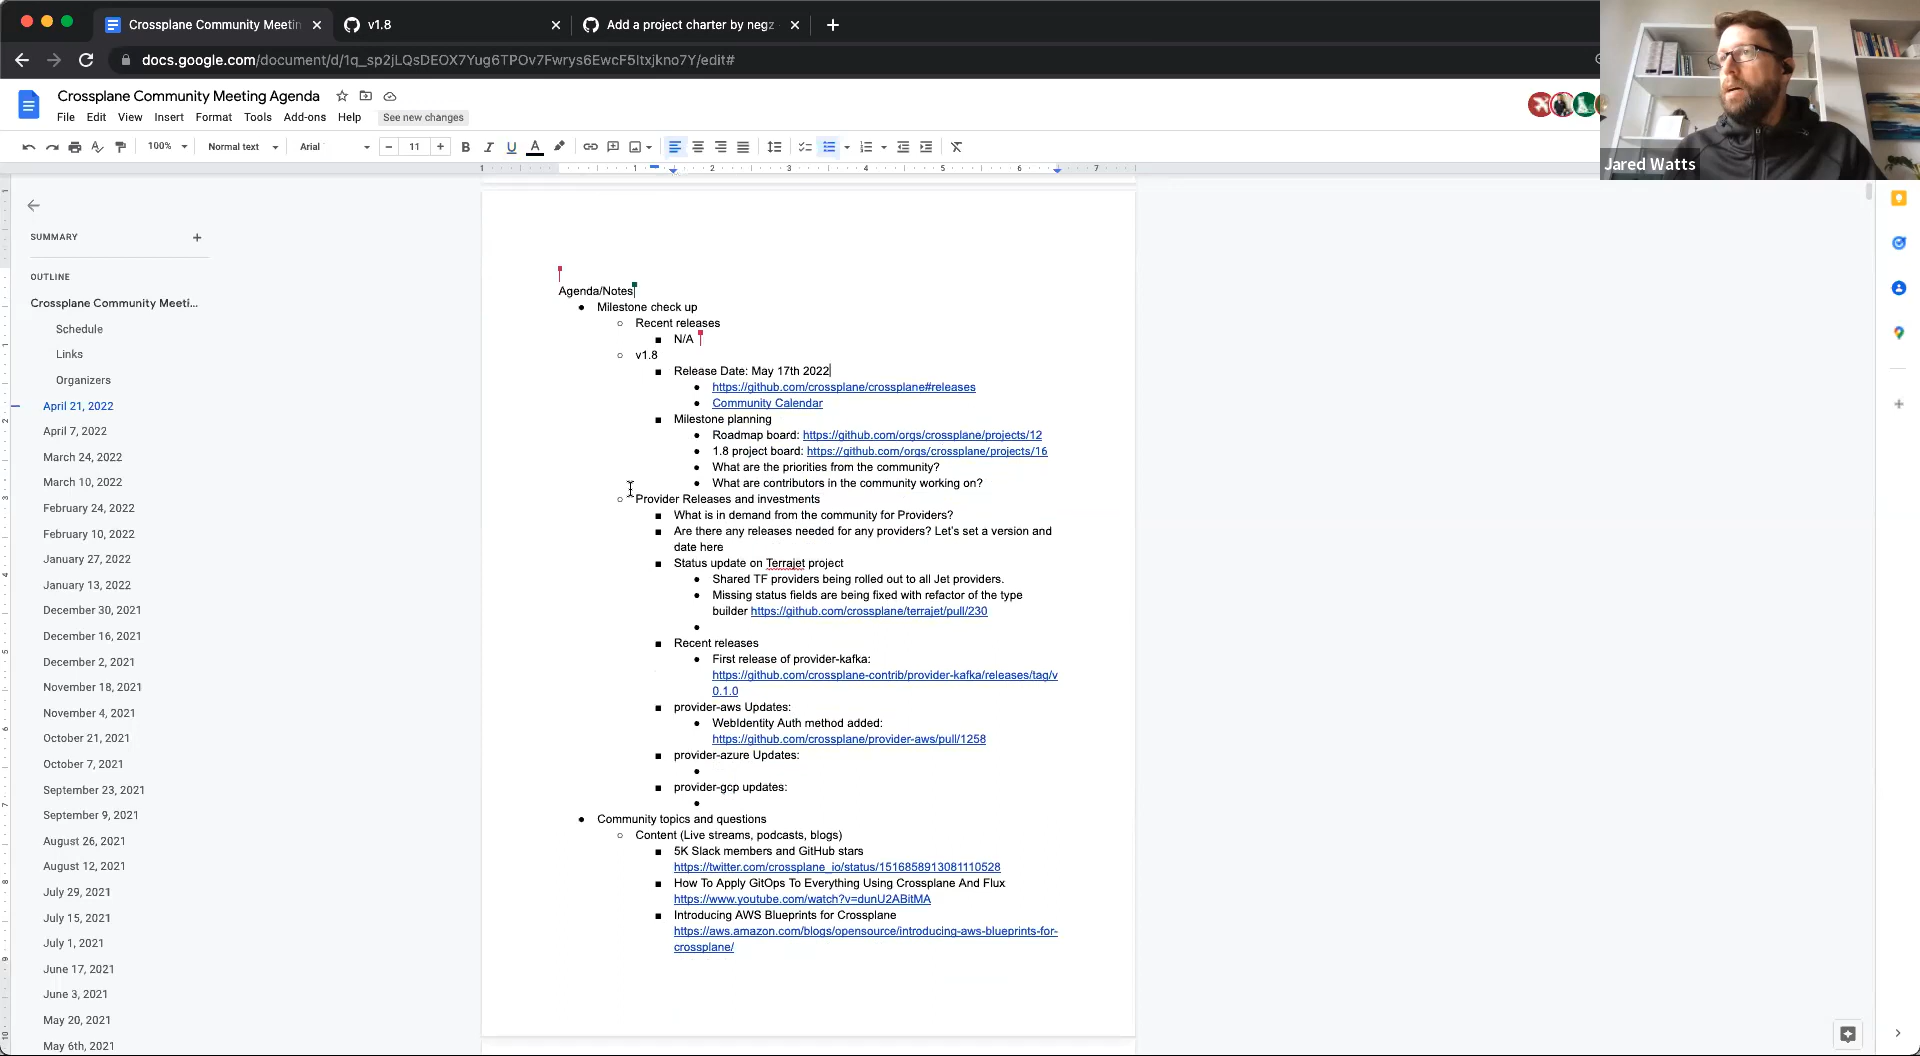 Crossplane Community Meetin
v1.8
Add a project charter by negz
docs.google.com/document/d/1q_sp2jLQsDEOX7Yug6TPOv7Fwrys6EwcF5Itxjkno7Y/edit#
Crossplane Community Meeting Agenda
File Edit View Insert Format Tools Add-ons Help See new changes
100% Normal text Arial 11
Jared Watts
1 1 2 3 4 5 6 7
SUMMARY
OUTLINE
Crossplane Community Meeti...
Schedule
Links
Organizers
April 21, 2022
April 7, 2022
March 24, 2022
March 10, 2022
February 24, 2022
February 10, 2022
January 27, 2022
January 13, 2022
December 30, 2021
December 16, 2021
December 2, 2021
November 18, 2021
November 4, 2021
October 21, 2021
October 7, 2021
September 23, 2021
September 9, 2021
August 26, 2021
August 12, 2021
July 29, 2021
July 15, 2021
July 1, 2021
June 17, 2021
June 3, 2021
May 20, 2021
May 6th, 2021
Agenda/Notes
Milestone check up
Recent releases
N/A
v1.8
Release Date: May 17th 2022
https://github.com/crossplane/crossplane#releases
Community Calendar
Milestone planning
Roadmap board: https://github.com/orgs/crossplane/projects/12
1.8 project board: https://github.com/orgs/crossplane/projects/16
What are the priorities from the community?
What are contributors in the community working on?
Provider Releases and investments
What is in demand from the community for Providers?
Are there any releases needed for any providers? Let's set a version and
date here
Status update on Terrajet project
Shared TF providers being rolled out to all Jet providers.
Missing status fields are being fixed with refactor of the type
builder https://github.com/crossplane/terrajet/pull/230
Recent releases
First release of provider-kafka:
https://github.com/crossplane-contrib/provider-kafka/releases/tag/v
0.1.0
provider-aws Updates:
WebIdentity Auth method added:
https://github.com/crossplane/provider-aws/pull/1258
provider-azure Updates:
provider-gcp updates:
Community topics and questions
Content (Live streams, podcasts, blogs)
5K Slack members and GitHub stars
https://twitter.com/crossplane_io/status/1516858913081110528
How To Apply GitOps To Everything Using Crossplane And Flux
https://www.youtube.com/watch?v=dunU2ABitMA
Introducing AWS Blueprints for Crossplane
https://aws.amazon.com/blogs/opensource/introducing-aws-blueprints-for-
crossplane/